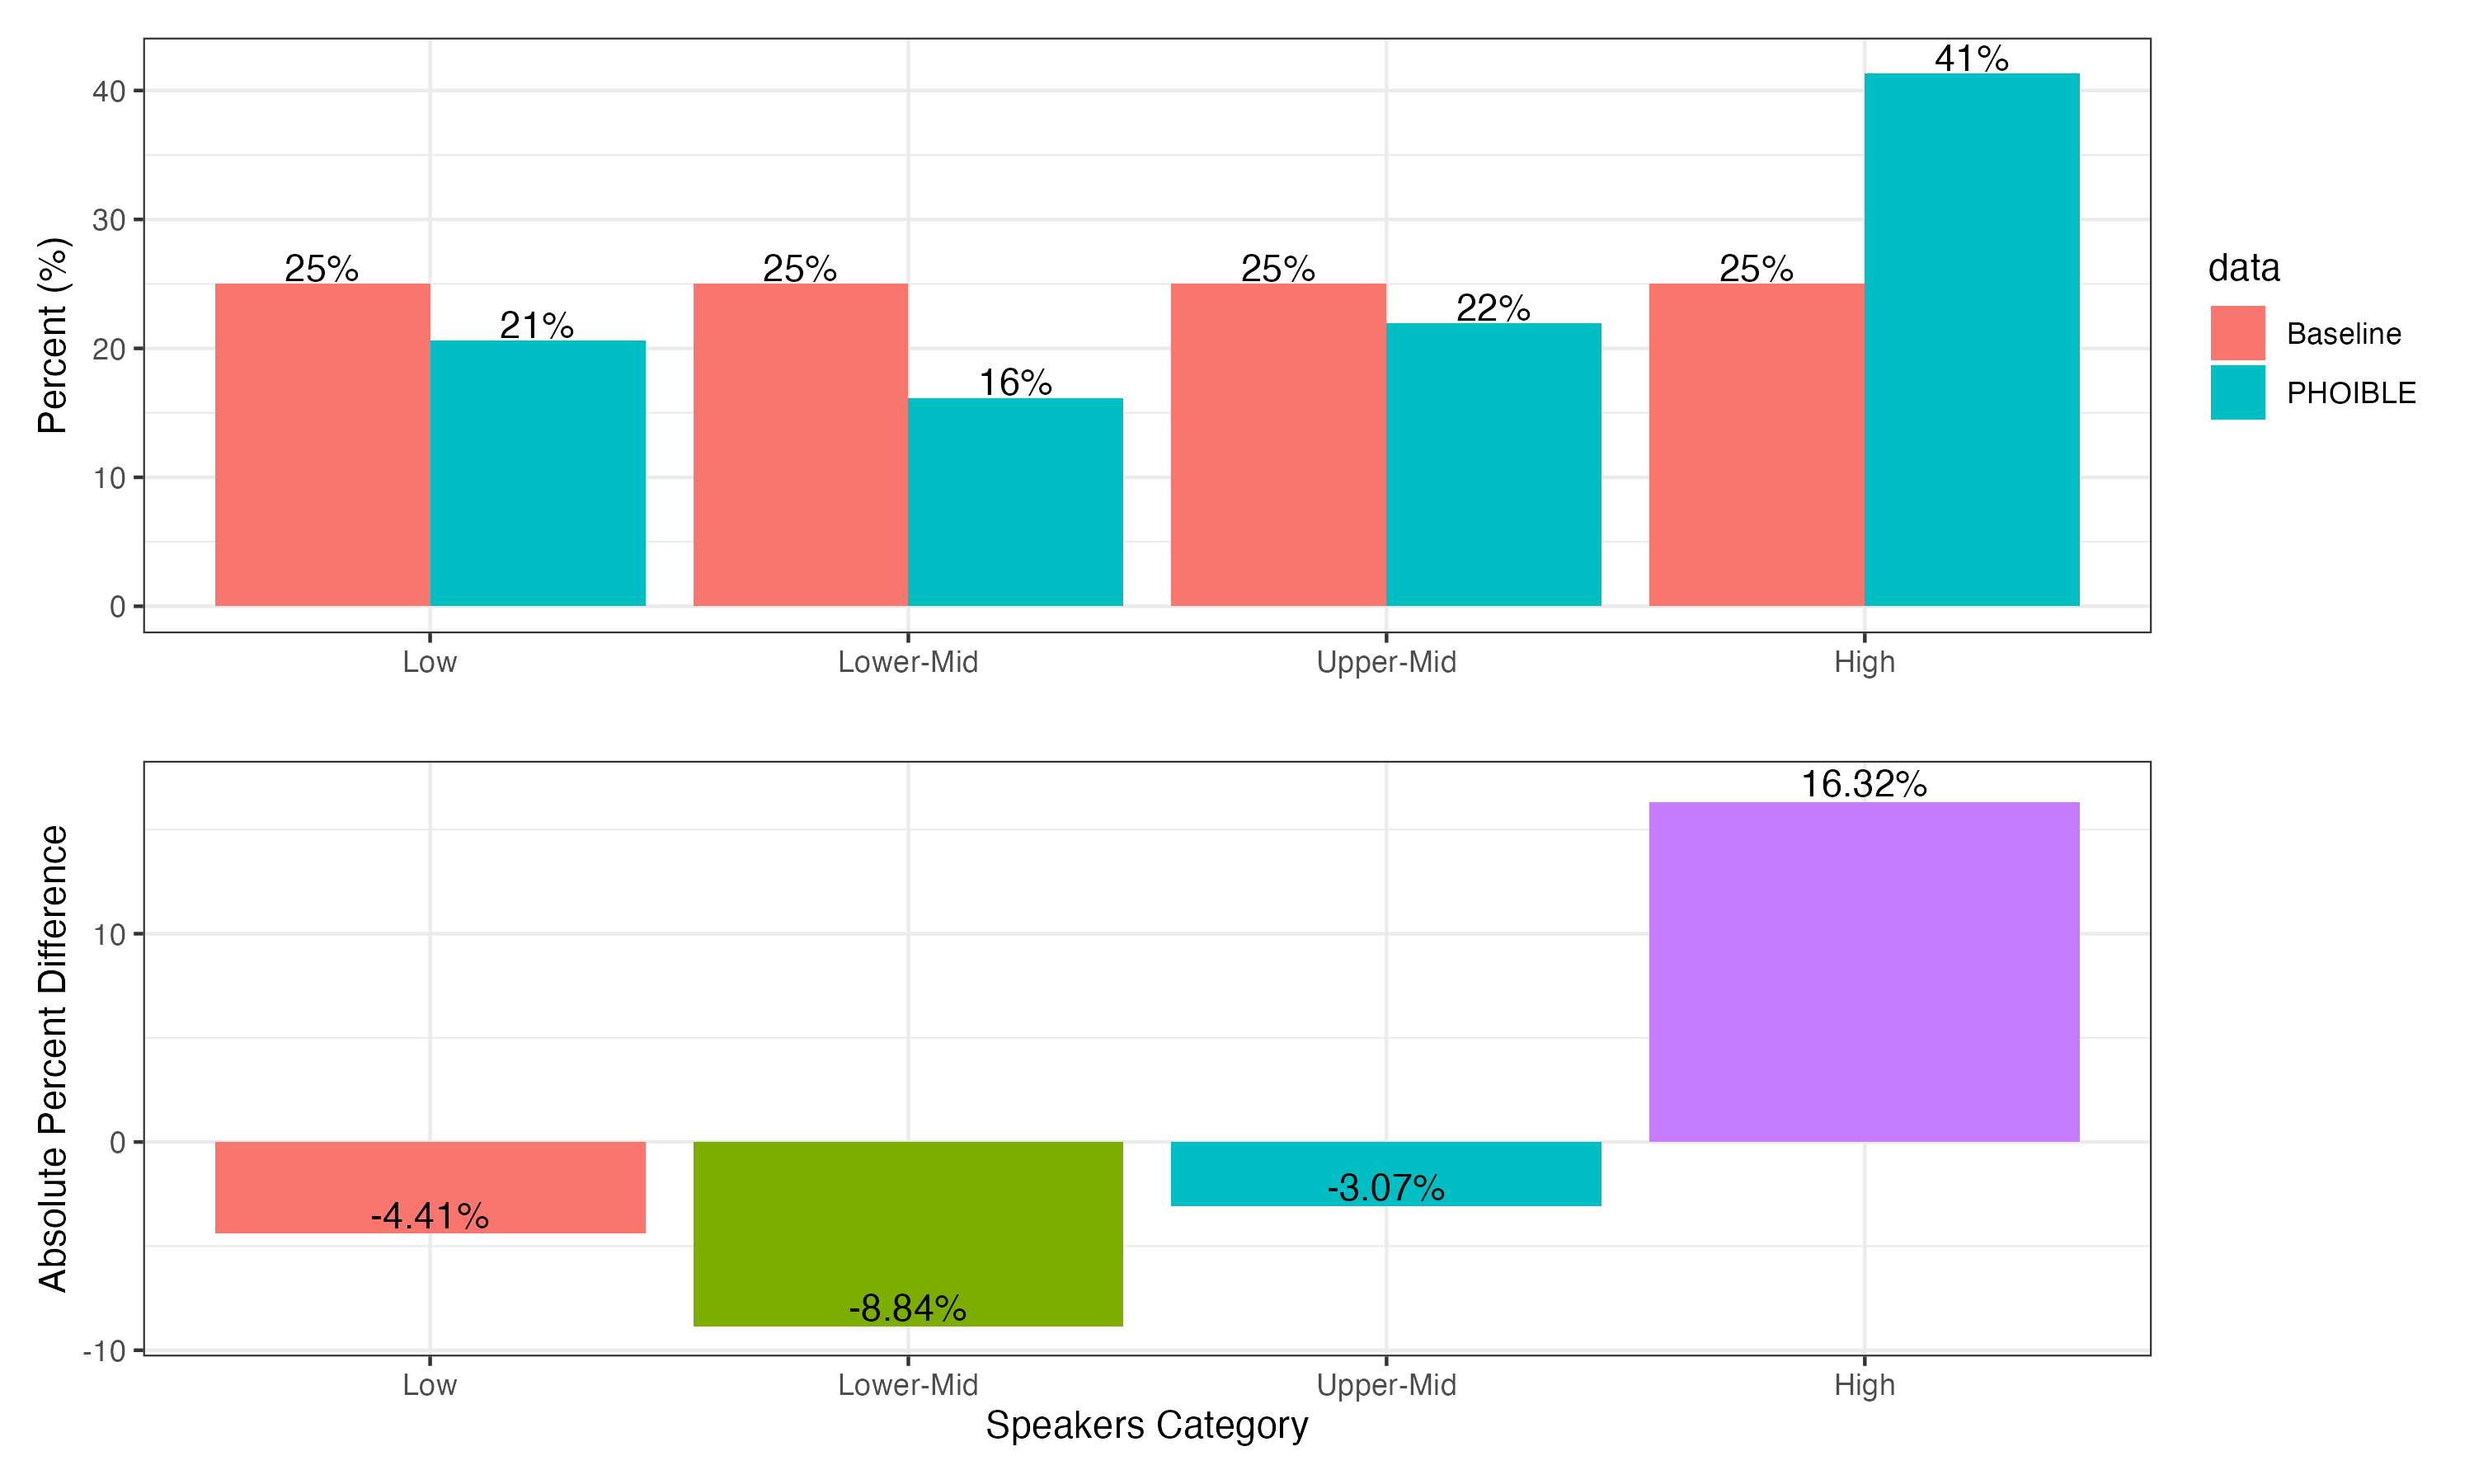 Percent (%)
40
30
20
10
0
25%
21%
25%
16%
25%
22%
25%
41%
Low
Lower-Mid
Upper-Mid
High
data
Baseline
PHOIBLE
Absolute Percent Difference
10
0
-10
-4.41%
-8.84%
-3.07%
16.32%
Low
Lower-Mid
Upper-Mid
High
Speakers Category